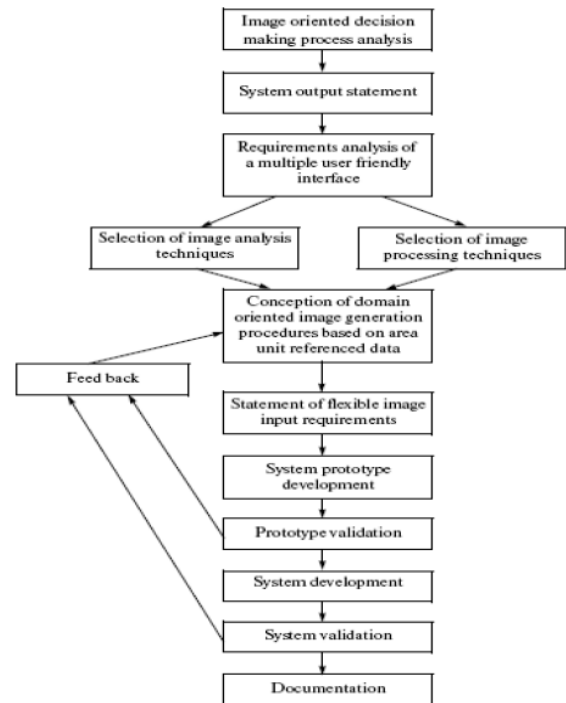 Image oriented decision
making process analysis
System output statement
Requirements analysis of
a multiple user friendly
interface
Selection of image analysis
techniques
Selection of image
processing techniques
Conception of domain
oriented image generation
procedures based on area
unit referenced data
Feed back
Statement of flexible image
input requirements
System prototype
development
Prototype validation
System development
System validation
Documentation